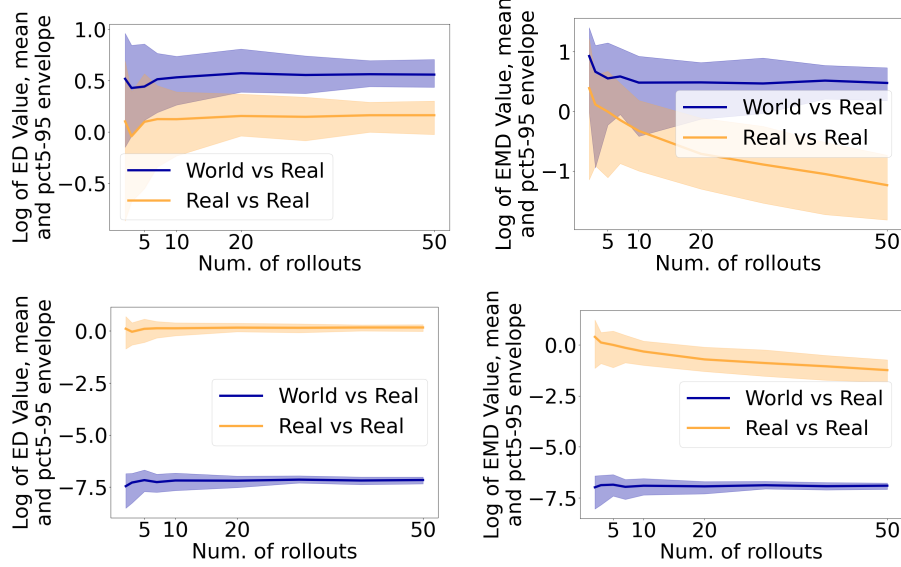 Log of ED Value, mean
and pct5-95 envelope
1.0
0.5
0.0
−0.5
World vs Real
Real vs Real
5 10 20 50
Num. of rollouts
Log of EMD Value, mean
and pct5-95 envelope
1
0
−1
World vs Real
Real vs Real
5 10 20 50
Num. of rollouts
Log of ED Value, mean
and pct5-95 envelope
0.0
−2.5
−5.0
−7.5
World vs Real
Real vs Real
5 10 20 50
Num. of rollouts
Log of EMD Value, mean
and pct5-95 envelope
0.0
−2.5
−5.0
−7.5
World vs Real
Real vs Real
5 10 20 50
Num. of rollouts